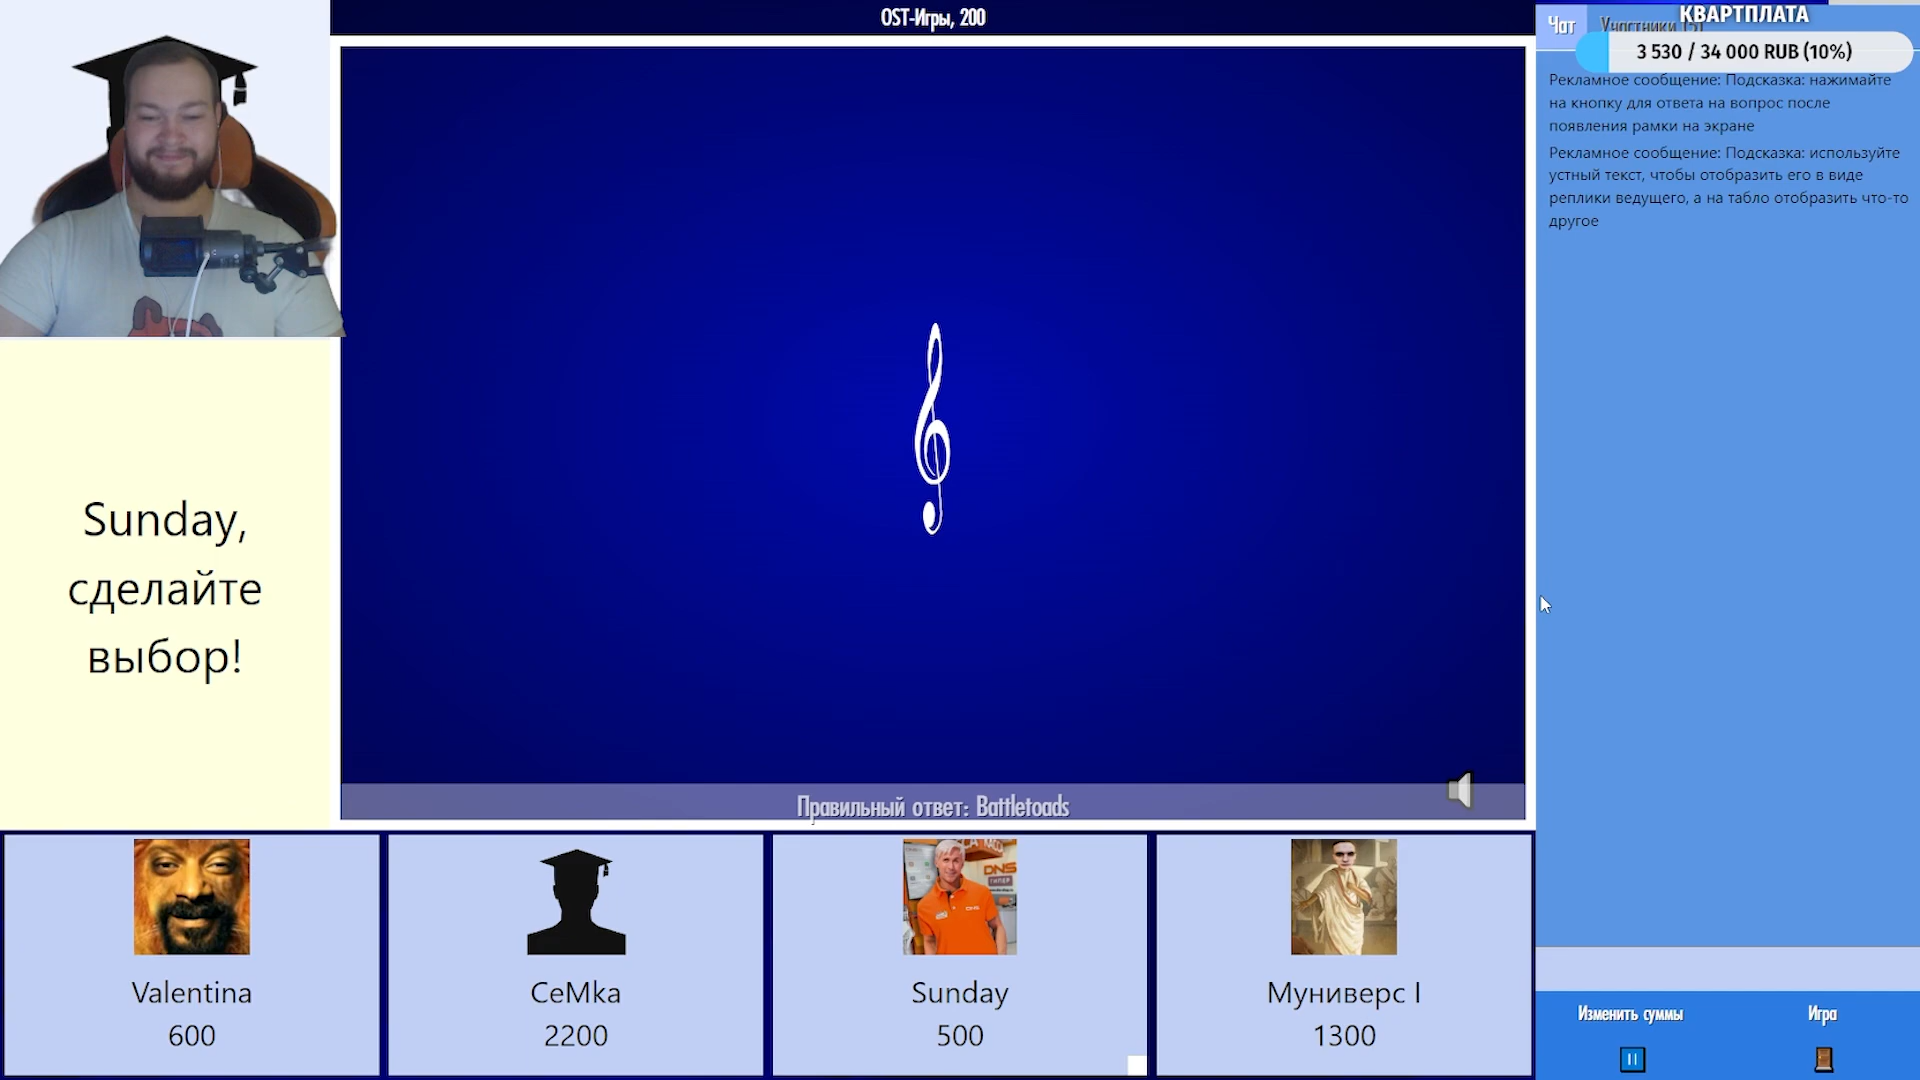 OST-Игры, 200
КВАРТПЛАТА
Чат
Участники
3 530 / 34 000 RUB (10%)
Рекламное сообщение: Подсказка: нажимайте
на кнопку для ответа на вопрос после
появления рамки на экране
Рекламное сообщение: Подсказка: используйте
устный текст, чтобы отобразить его в виде
реплики ведущего, а на табло отобразить что-то
другое
Sunday,
сделайте
выбор!
Правильный ответ: Battletoads
DNS
ГИПЕР
Valentina
600
CeMka
2200
Sunday
500
Муниверс I
1300
Изменить суммы
Игра